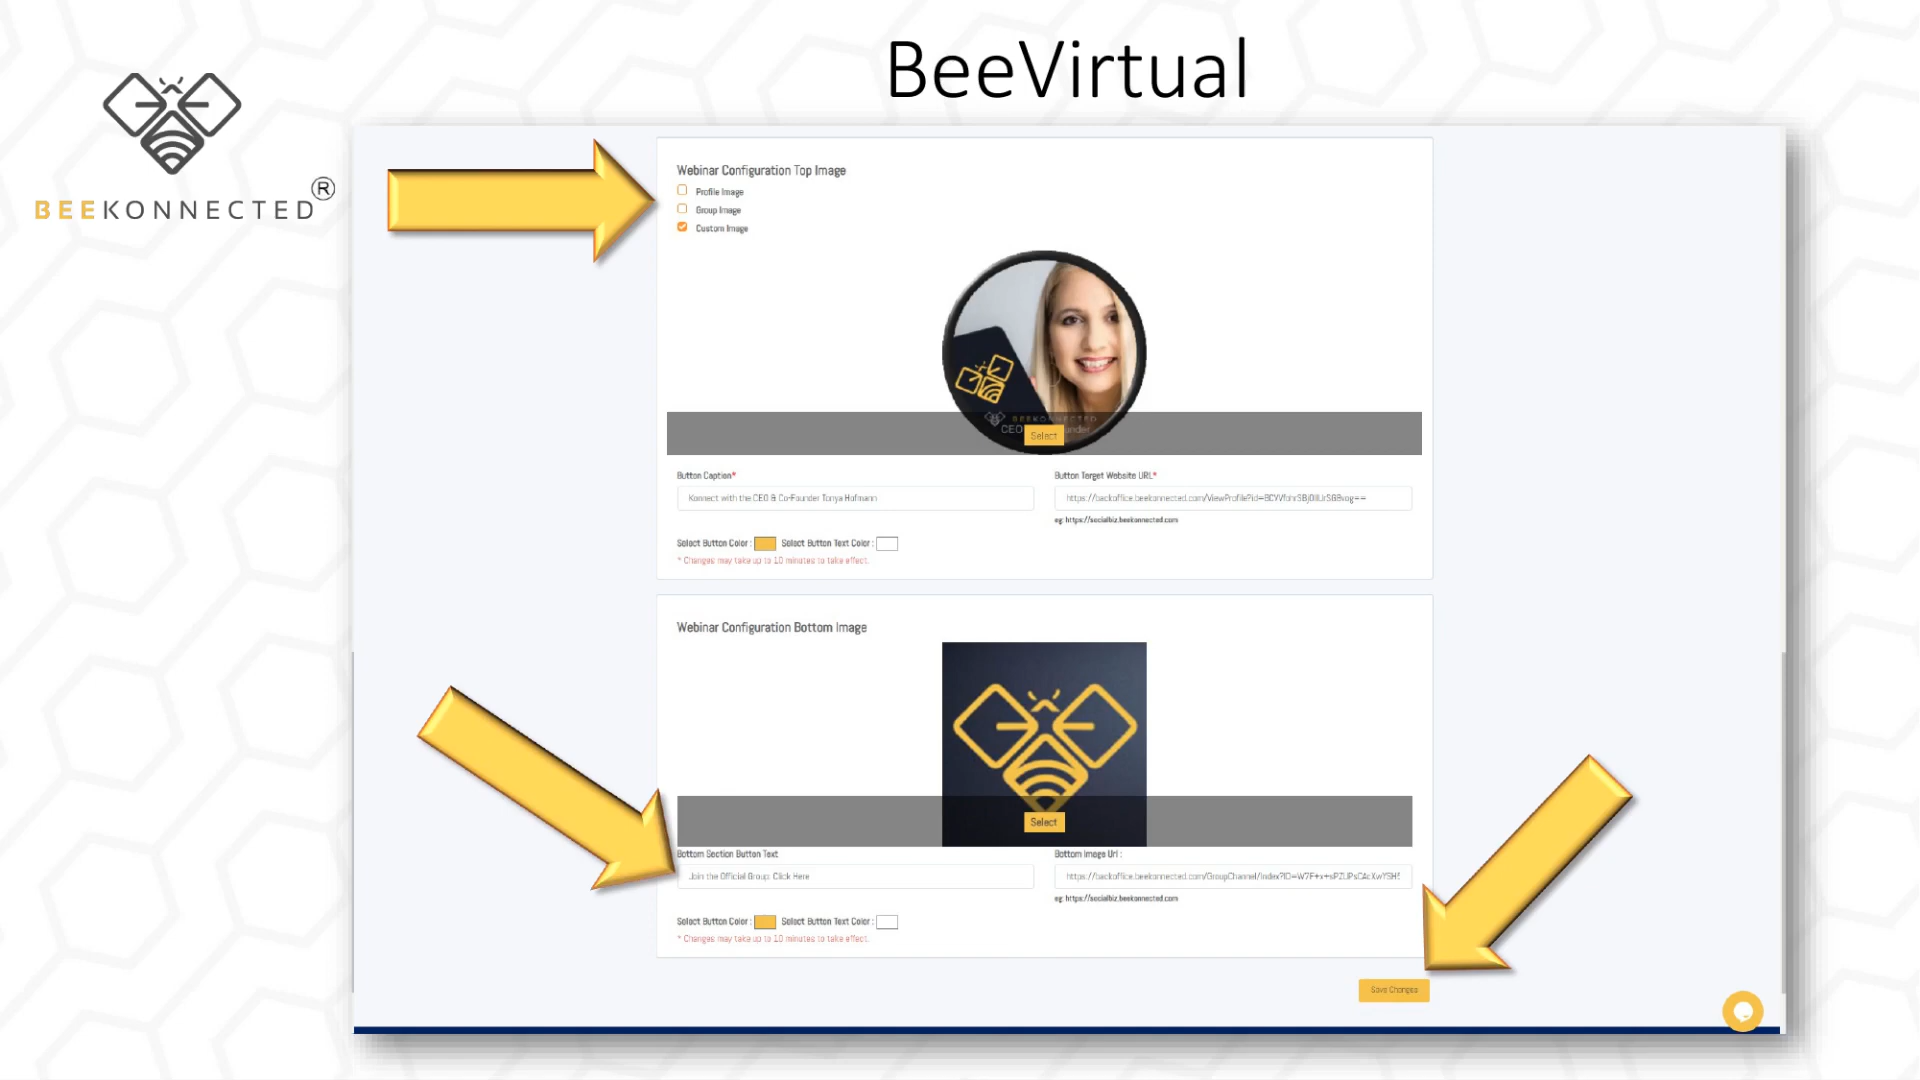 BeeVirtual
BEEKONNECTED®
Webinar Configuration Top Image
Profile Image
Group Image
Custom Image
BEEKONNECTED
CEO
Select
Button Caption*
Button Target Website URL*
Konnect with the CEO & Co-Founder Tonya Hofmann
eg: https://socialbiz.beekonnected.com
Select Button Color : Select Button Text Color :
* Changes may take up to 10 minutes to take effect.
Webinar Configuration Bottom Image
Select
Bottom Section Button Text
Bottom Image Url :
Join the Official Group: Click Here
eg: https://socialbiz.beekonnected.com
Select Button Color : Select Button Text Color :
* Changes may take up to 10 minutes to take effect.
Save Changes